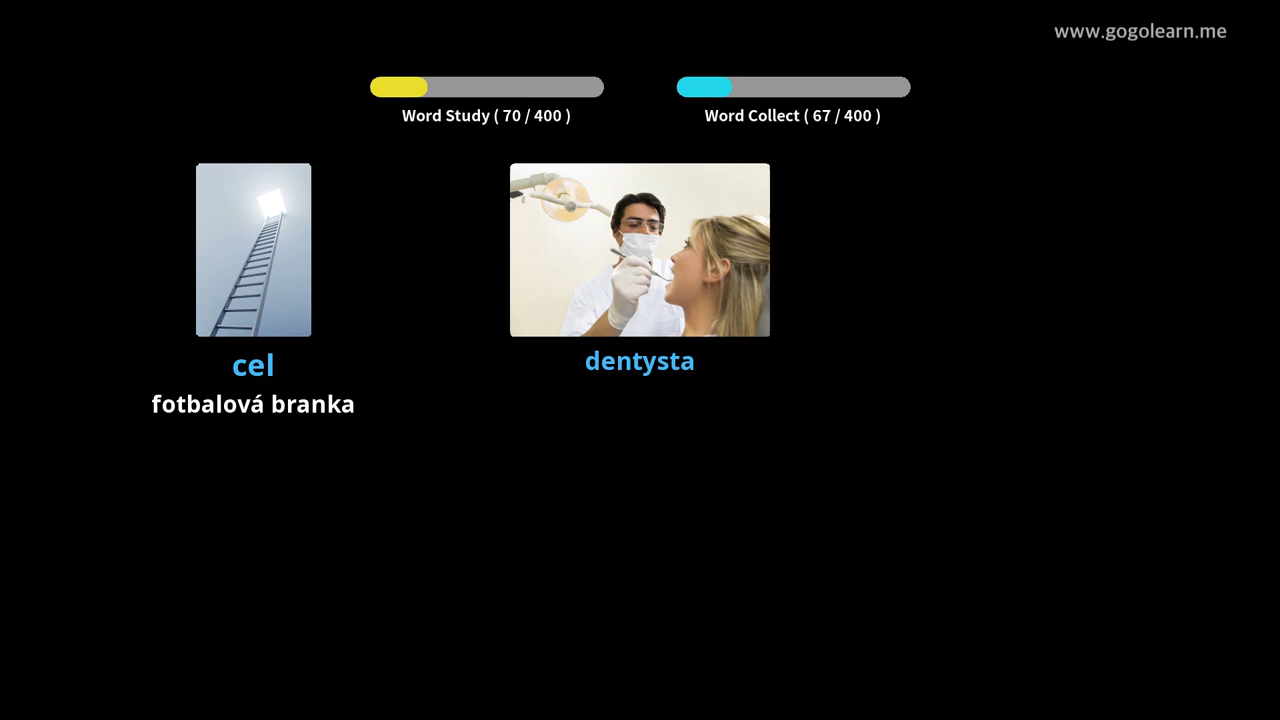 www.gogolearn.me
Word Study ( 70 / 400 )
Word Collect ( 67 / 400 )
cel
fotbalová branka
dentysta